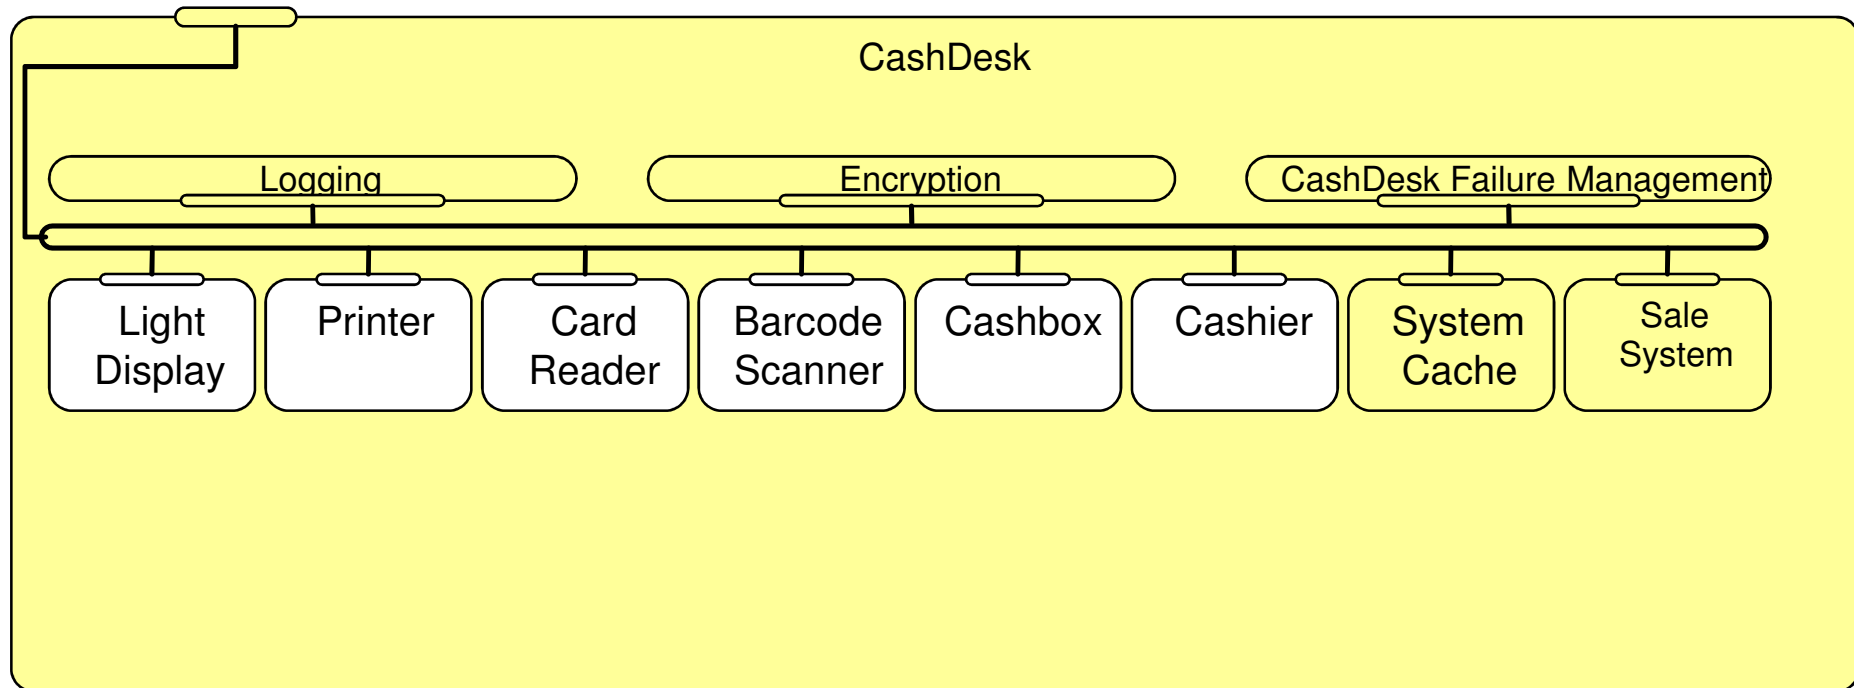 CashDesk
Logging
Encryption
CashDesk Failure Management
Light
Display
Printer
Card
Reader
Barcode
Scanner
Cashbox
Cashier
System
Cache
Sale
System